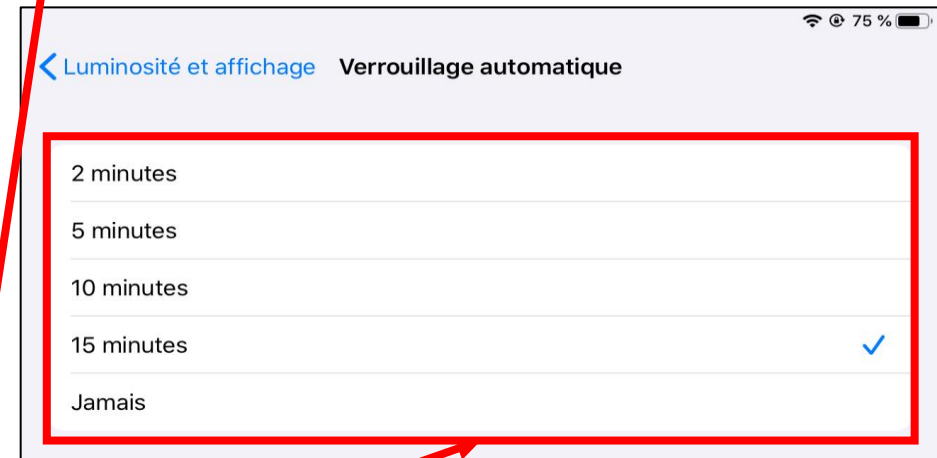 75 %
Luminosité et affichage Verrouillage automatique
2 minutes
5 minutes
10 minutes
15 minutes
Jamais